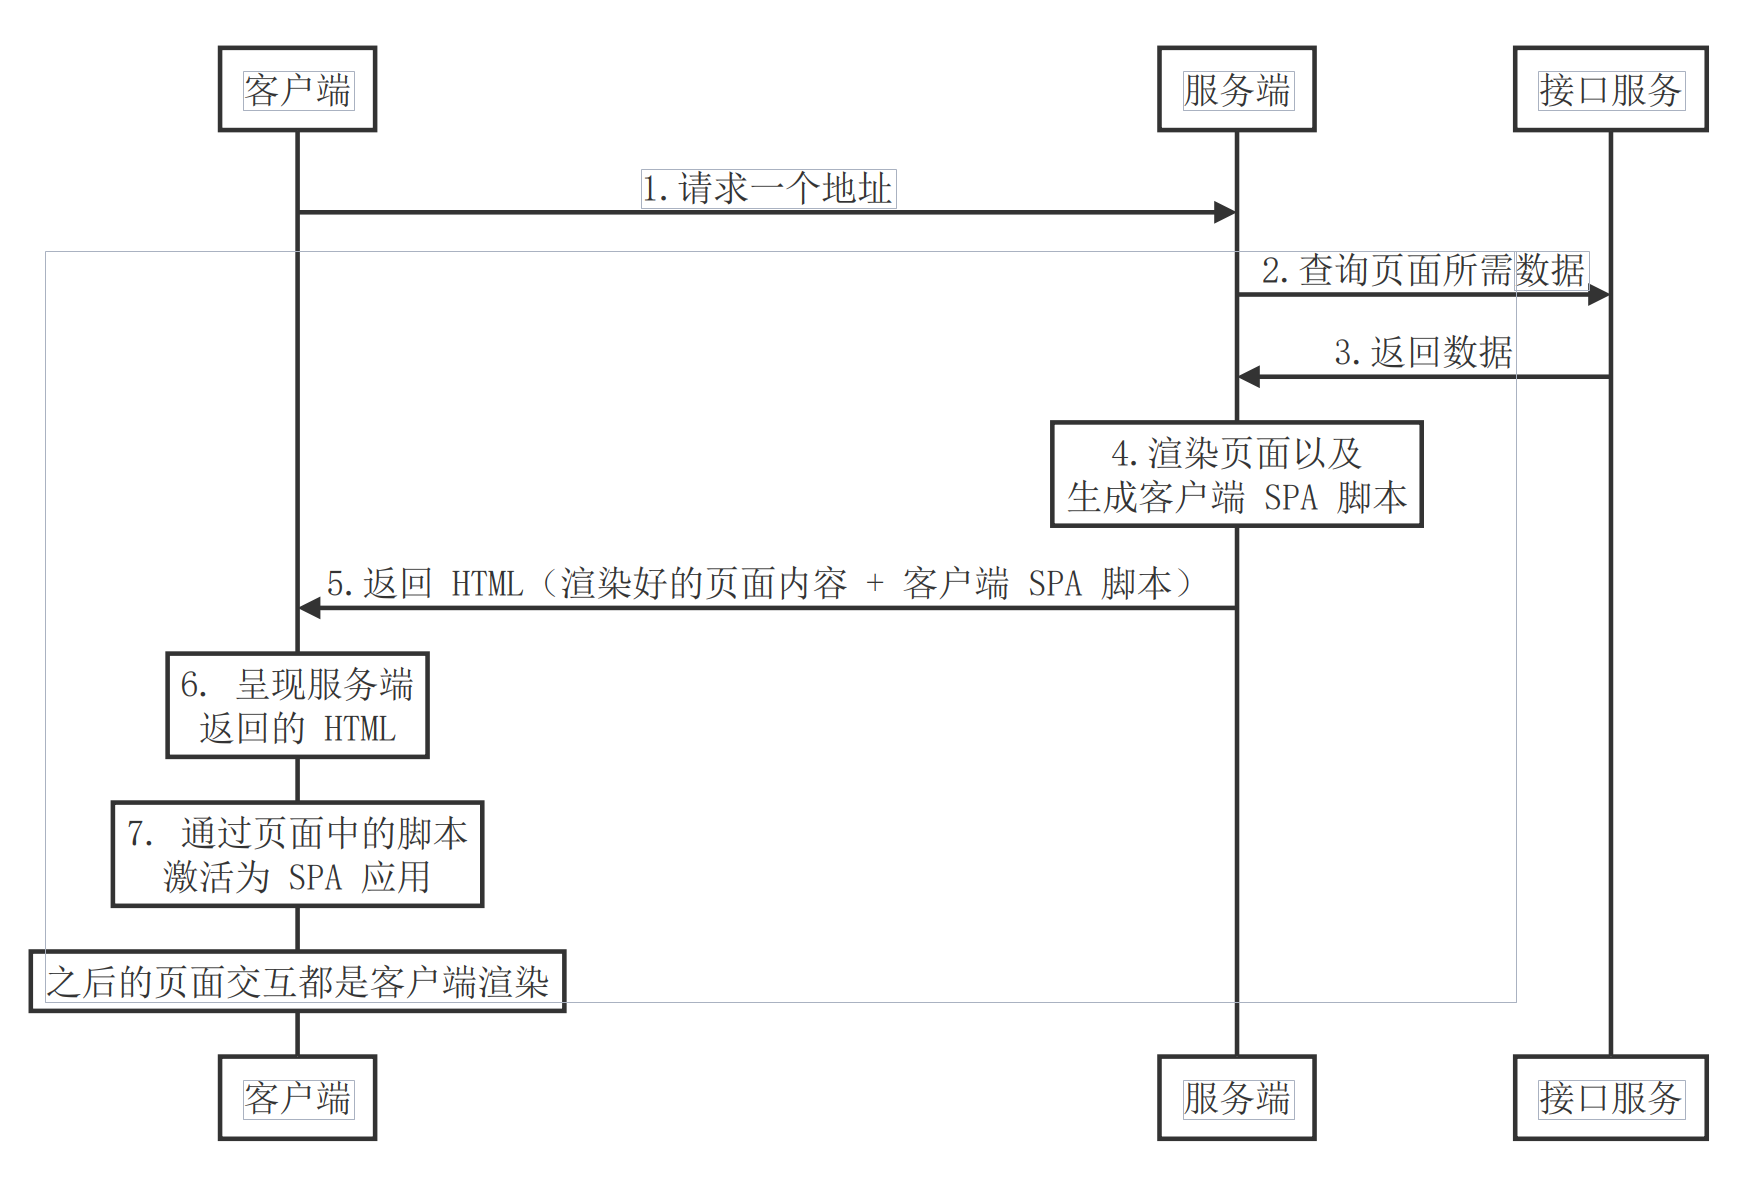 客户端
服务端
接口服务
1.请求一个地址
2.查询页面所需数据
3.返回数据
4.渲染页面以及
生成客户端 SPA 脚本
5.返回 HTML（渲染好的页面内容 + 客户端 SPA 脚本）
6. 呈现服务端
返回的 HTML
7. 通过页面中的脚本
激活为 SPA 应用
之后的页面交互都是客户端渲染
客户端
服务端
接口服务